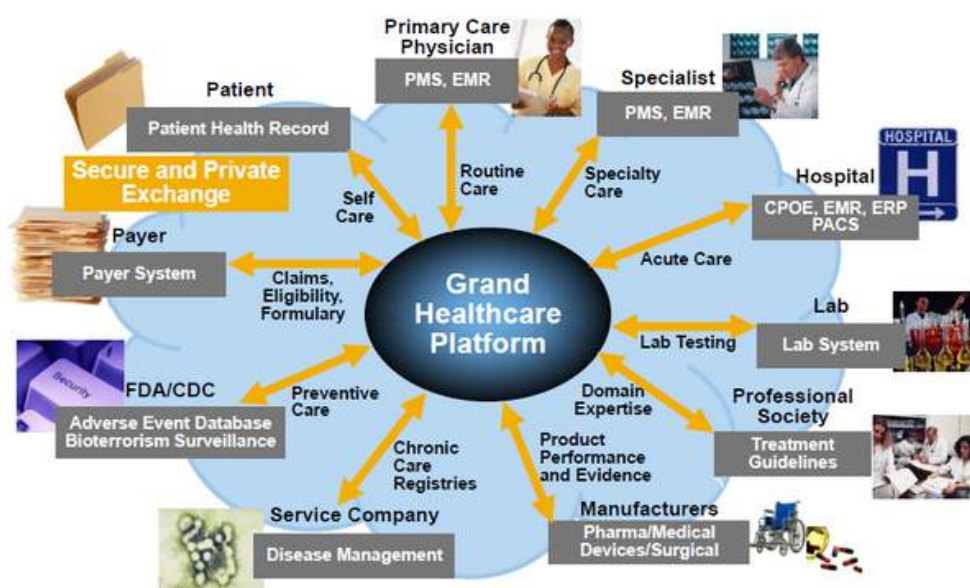 Primary Care
Physician
PMS, EMR
Specialist
PMS, EMR
Patient
Patient Health Record
Secure and Private
Exchange
HOSPITAL
H
Hospital
CPOE, EMR, ERP
PACS
Self
Care
Routine
Care
Specialty
Care
Acute Care
Payer
Payer System
Claims,
Eligibility,
Formulary
Grand
Healthcare
Platform
Lab
Lab System
Lab Testing
Security
FDA/CDC
Adverse Event Database
Bioterrorism Surveillance
Preventive
Care
Domain
Expertise
Professional
Society
Treatment
Guidelines
Chronic
Care
Registries
Product
Performance
and Evidence
Service Company
Disease Management
Manufacturers
Pharma/Medical
Devices/Surgical